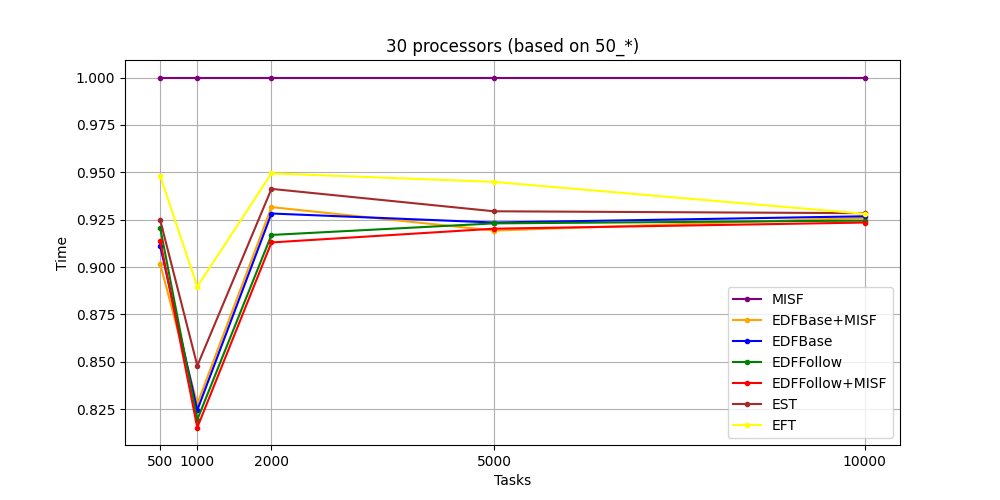 30 processors (based on 50_*)
1.000
0.975
0.950
0.925
0.900
0.875
0.850
0.825
Time
MISF
EDFBase+MISF
EDFBase
EDFFollow
EDFFollow+MISF
EST
EFT
500 1000 2000 5000 10000
Tasks